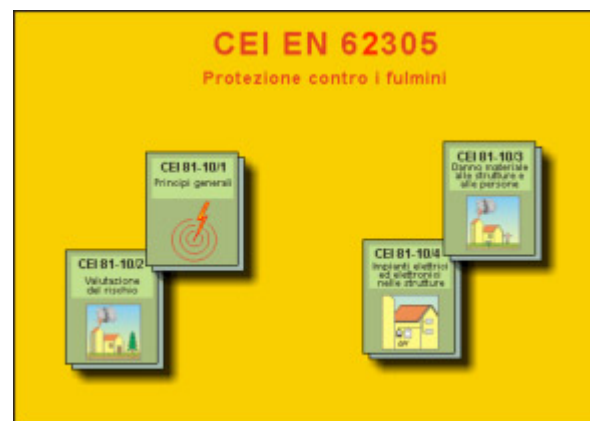 CEI EN 62305
Protezione contro i fulmini
CEI 81-10/1
Principi generali
CEI 81-10/2
Valutazione
del rischio
CEI 81-10/3
Danno materiale
alle strutture e
alle persone
CEI 81-10/4
Impianti elettrici
ed elettronici
nelle strutture